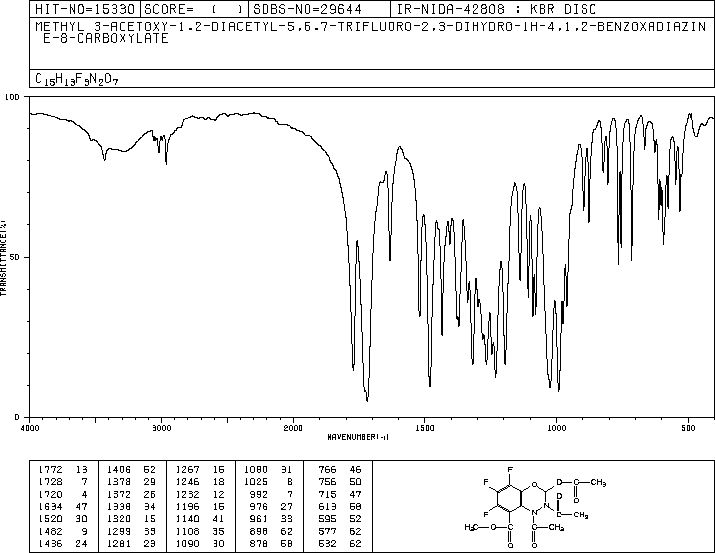 HIT-NO=15330 SCORE= ( ) SDBS-NO=29644 IR-NIDA-42808 : KBR DISC
METHYL 3-ACETOXY-1,2-DIACETYL-5,6,7-TRIFLUORO-2,3-DIHYDRO-1H-4,1,2-BENZOXADIAZIN
E-8-CARBOXYLATE
C15H13F3N2O7
100
50
0
TRANSMITTANCE(%)
4000 3000 2000 1500 1000 500
WAVENUMBER(-1)
1772 13 1406 52 1267 16 1080 31 766 46
1728 7 1378 29 1246 18 1025 8 756 50
1720 4 1372 26 1232 12 992 7 715 47
1634 47 1338 34 1196 16 976 27 613 58
1520 30 1320 15 1140 41 961 33 595 52
1482 9 1299 33 1108 35 898 62 577 62
1436 24 1281 23 1090 30 878 58 532 62
F
F O O C CH3
O O
F N C CH3
N
H3C O C C CH3
O O